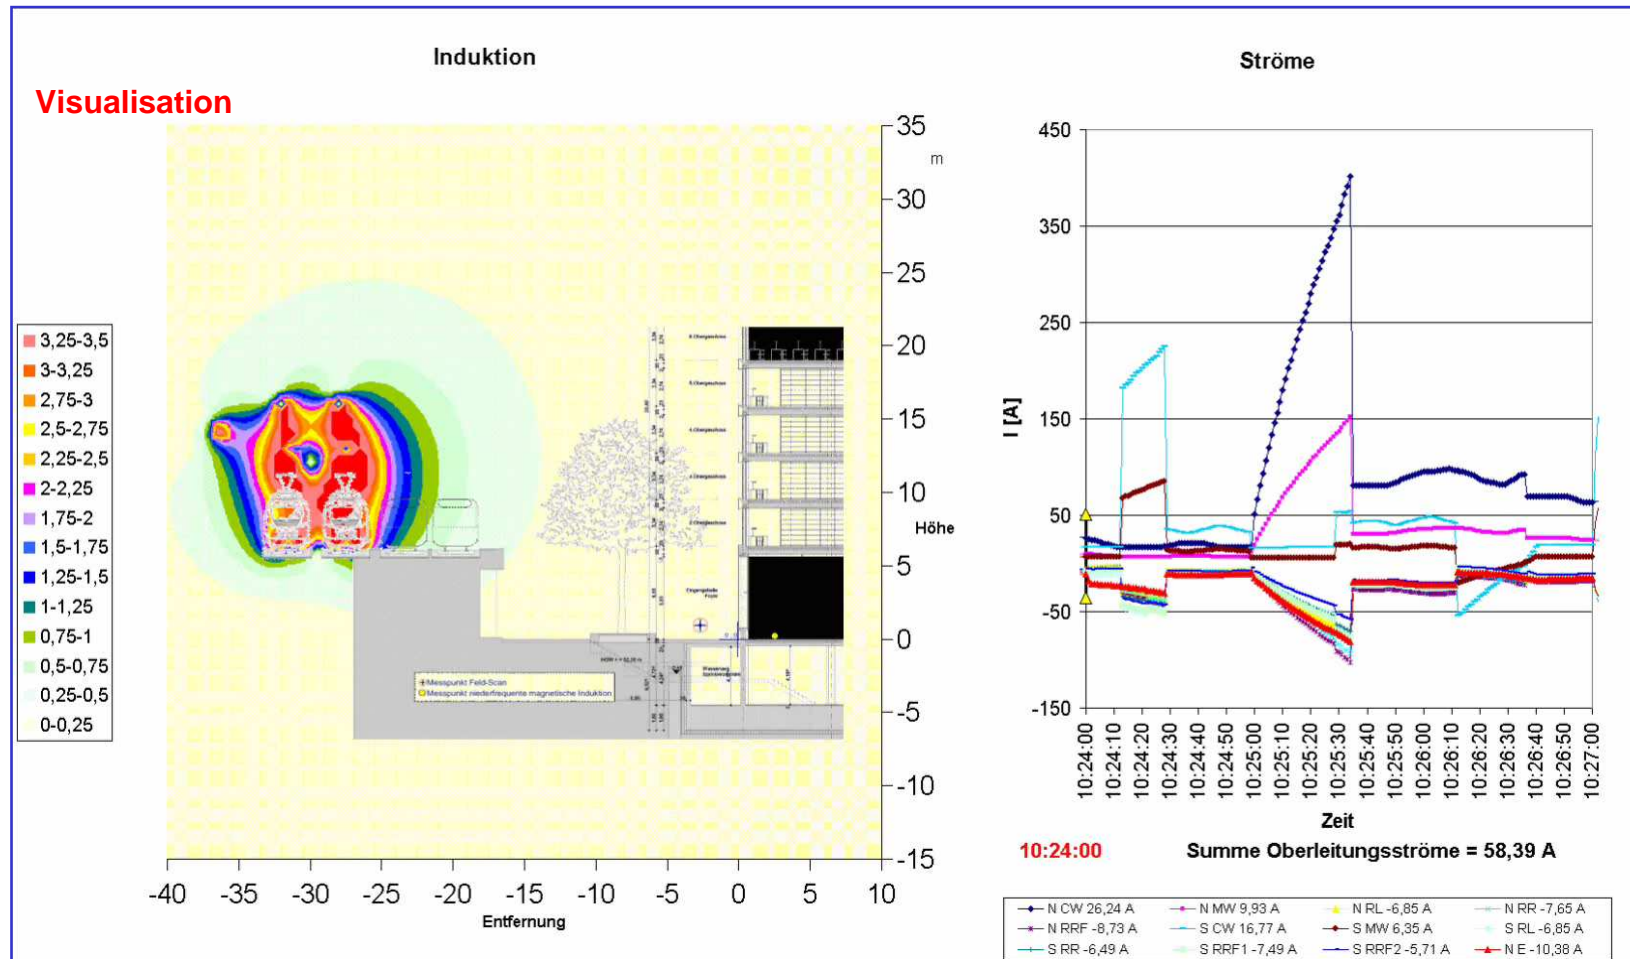 Induktion
Ströme
Visualisation
35
m
30
25
20
15
10
Höhe
5
0
-5
-10
-15
3,25-3,5
3-3,25
2,75-3
2,5-2,75
2,25-2,5
2-2,25
1,75-2
1,5-1,75
1,25-1,5
1-1,25
0,75-1
0,5-0,75
0,25-0,5
0-0,25
Eingangshalle
Messpunkt Feld-Scan
Messpunkt niederfrequente magnetische Induktion
-40 -35 -30 -25 -20 -15 -10 -5 0 5 10
Entfernung
450
350
250
150
50
-50
-150
I [A]
10:24:00 10:24:10 10:24:20 10:24:30 10:24:40 10:24:50 10:25:00 10:25:10 10:25:20 10:25:30 10:25:40 10:25:50 10:26:00 10:26:10 10:26:20 10:26:30 10:26:40 10:26:50 10:27:00
Zeit
10:24:00 Summe Oberleitungsströme = 58,39 A
N CW 26,24 A N MW 9,93 A N RL -6,85 A N RR -7,65 A
N RRF -8,73 A S CW 16,77 A S MW 6,35 A S RL -6,85 A
S RR -6,49 A S RRF1 -7,49 A S RRF2 -5,71 A N E -10,38 A